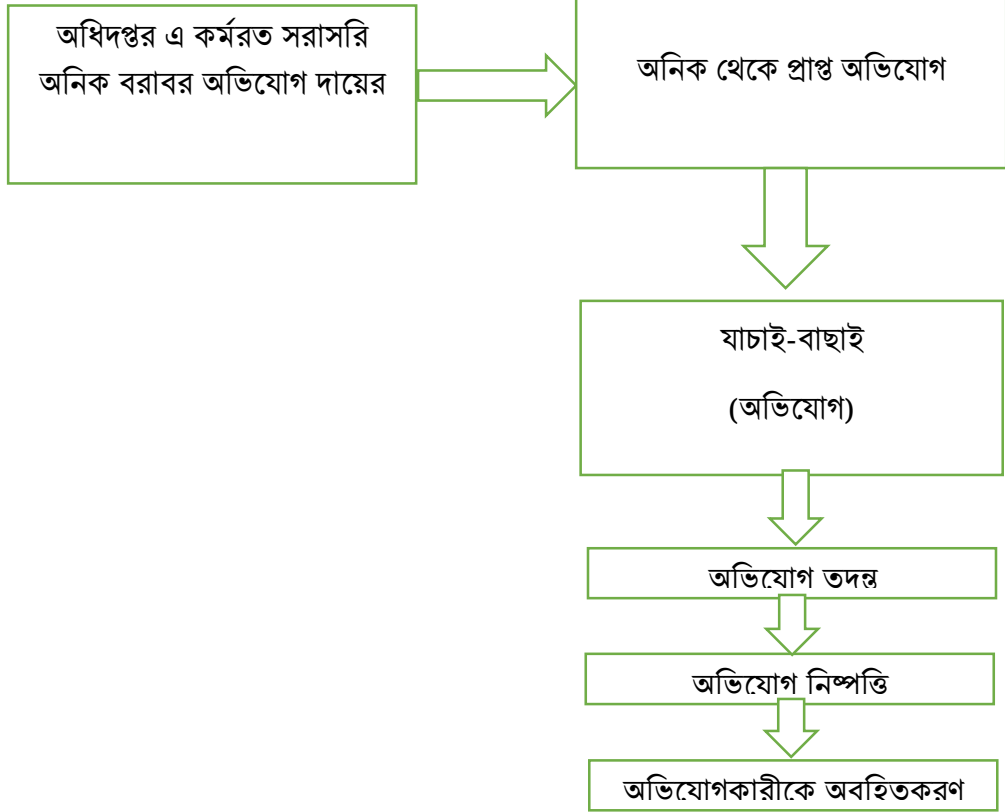 অধিদপ্তর এ কর্মরত সরাসরি
অনিক বরাবর অভিযোগ দায়ের
অনিক থেকে প্রাপ্ত অভিযোগ
যাচাই-বাছাই
(অভিযোগ)
অভিযোগ তদন্ত
অভিযোগ নিষ্পত্তি
অভিযোগকারীকে অবহিতকরণ